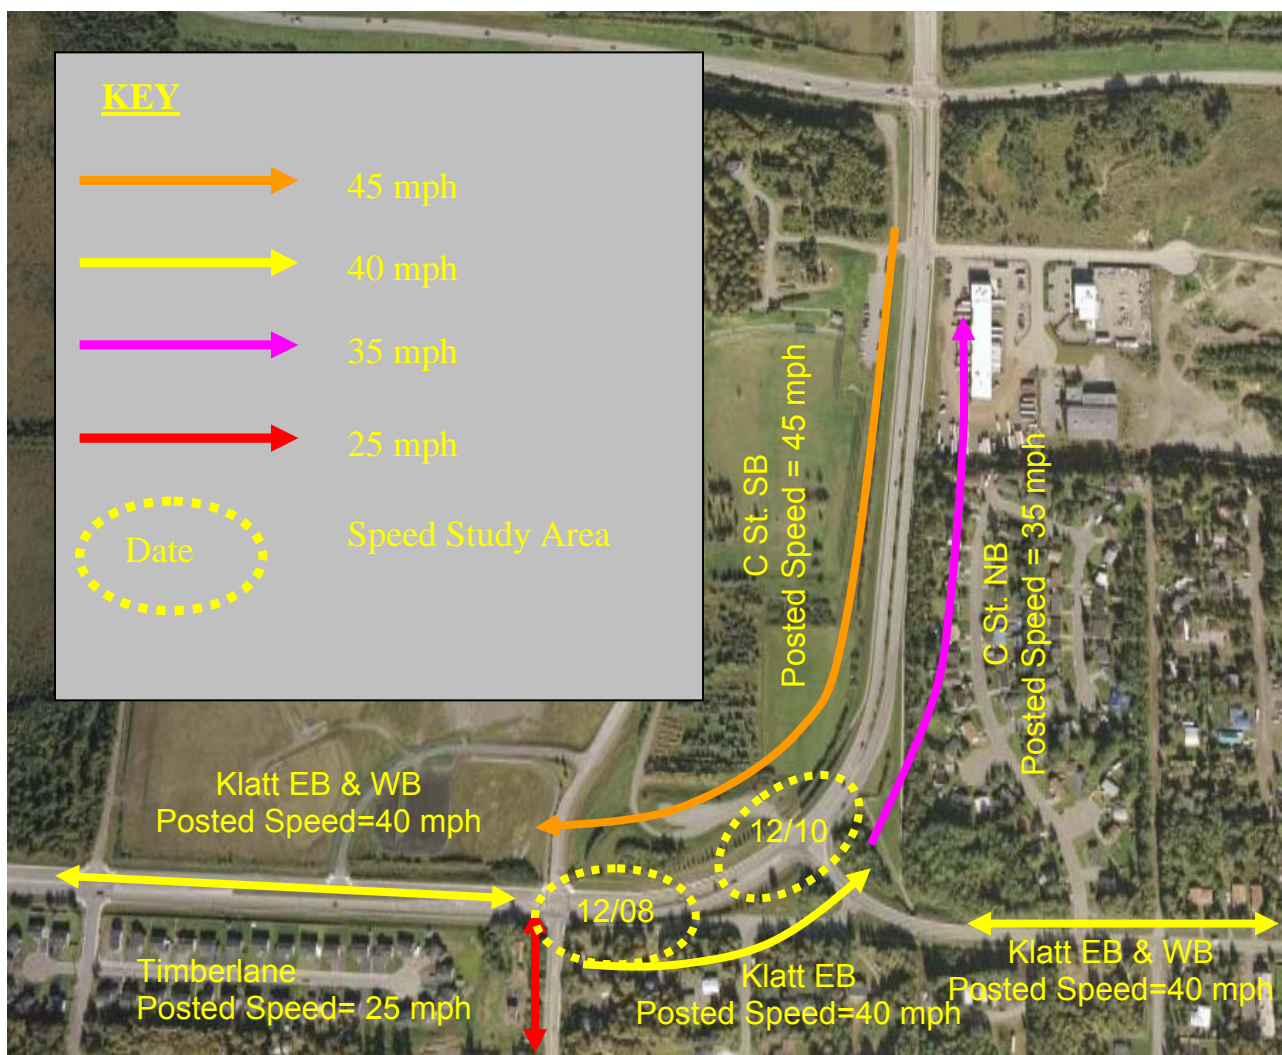 KEY
45 mph
40 mph
35 mph
25 mph
Date
Speed Study Area
C St. SB
Posted Speed = 45 mph
C St. NB
Posted Speed = 35 mph
Klatt EB & WB
Posted Speed=40 mph
12/10
12/08
Timberlane
Posted Speed= 25 mph
Klatt EB
Posted Speed=40 mph
Klatt EB & WB
Posted Speed=40 mph